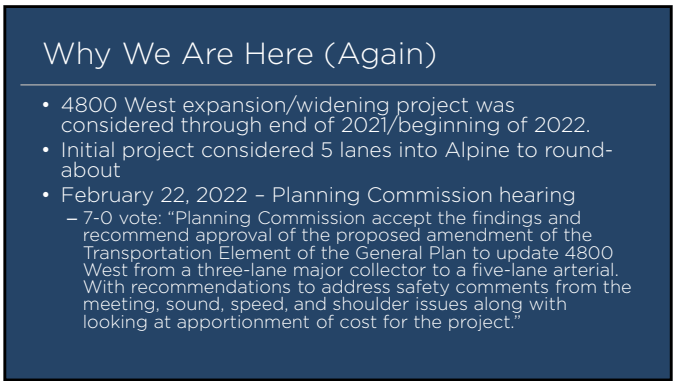 Why We Are Here (Again)
• 4800 West expansion/widening project was
considered through end of 2021/beginning of 2022.
• Initial project considered 5 lanes into Alpine to round-
about
• February 22, 2022 – Planning Commission hearing
– 7-0 vote: “Planning Commission accept the findings and
recommend approval of the proposed amendment of the
Transportation Element of the General Plan to update 4800
West from a three-lane major collector to a five-lane arterial.
With recommendations to address safety comments from the
meeting, sound, speed, and shoulder issues along with
looking at apportionment of cost for the project.”